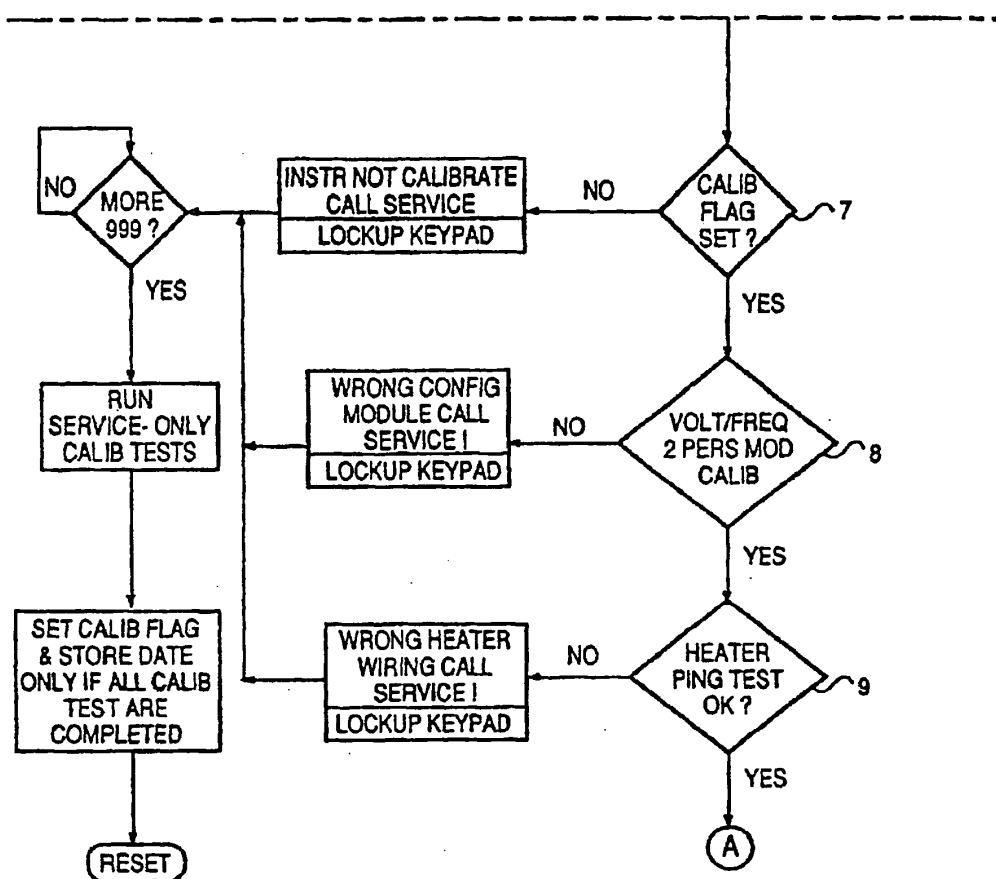 NO
MORE
999 ?
YES
INSTR NOT CALIBRATE
CALL SERVICE
LOCKUP KEYPAD
NO
CALIB
FLAG
SET ?
7
YES
RUN
SERVICE- ONLY
CALIB TESTS
WRONG CONFIG
MODULE CALL
SERVICE !
LOCKUP KEYPAD
NO
VOLT/FREQ
2 PERS MOD
CALIB
8
YES
SET CALIB FLAG
& STORE DATE
ONLY IF ALL CALIB
TEST ARE
COMPLETED
WRONG HEATER
WIRING CALL
SERVICE !
LOCKUP KEYPAD
NO
HEATER
PING TEST
OK ?
9
YES
RESET
A